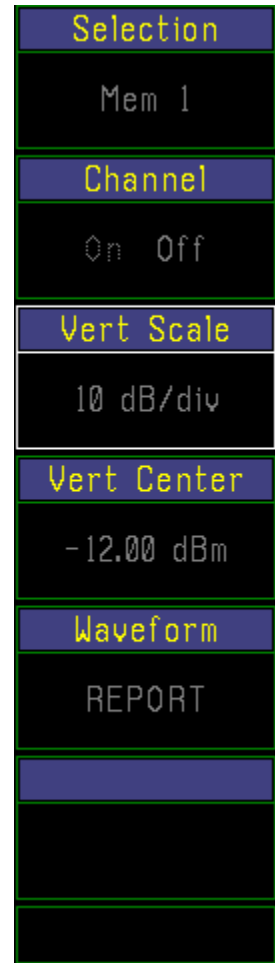 Selection
Mem 1
Channel
On Off
Vert Scale
10 dB/div
Vert Center
-12.00 dBm
Waveform
REPORT